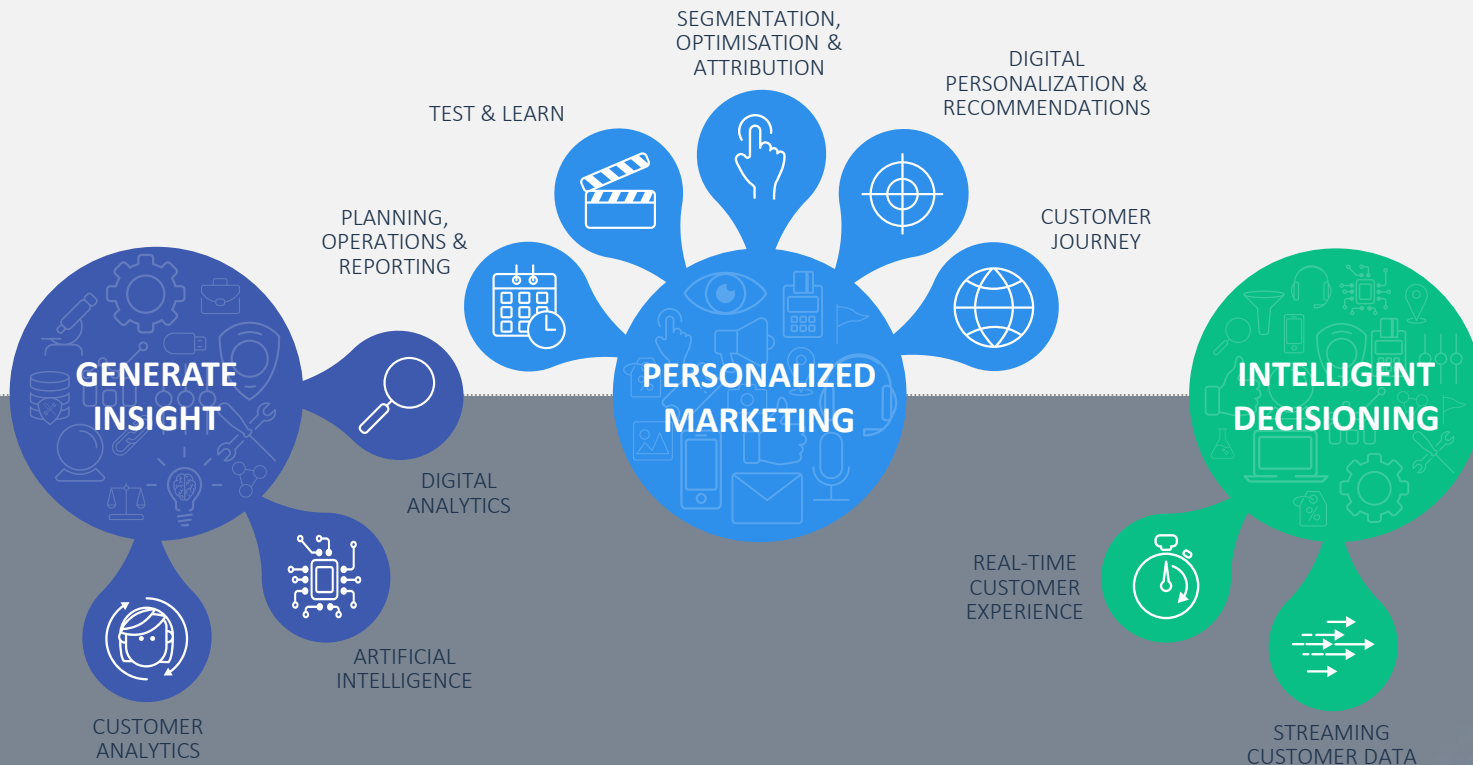 SEGMENTATION,
OPTIMISATION &
ATTRIBUTION
DIGITAL
PERSONALIZATION &
RECOMMENDATIONS
TEST & LEARN
PLANNING,
OPERATIONS &
REPORTING
CUSTOMER
JOURNEY
GENERATE
INSIGHT
PERSONALIZED
MARKETING
INTELLIGENT
DECISIONING
DIGITAL
ANALYTICS
REAL-TIME
CUSTOMER
EXPERIENCE
ARTIFICIAL
INTELLIGENCE
CUSTOMER
ANALYTICS
STREAMING
CUSTOMER DATA